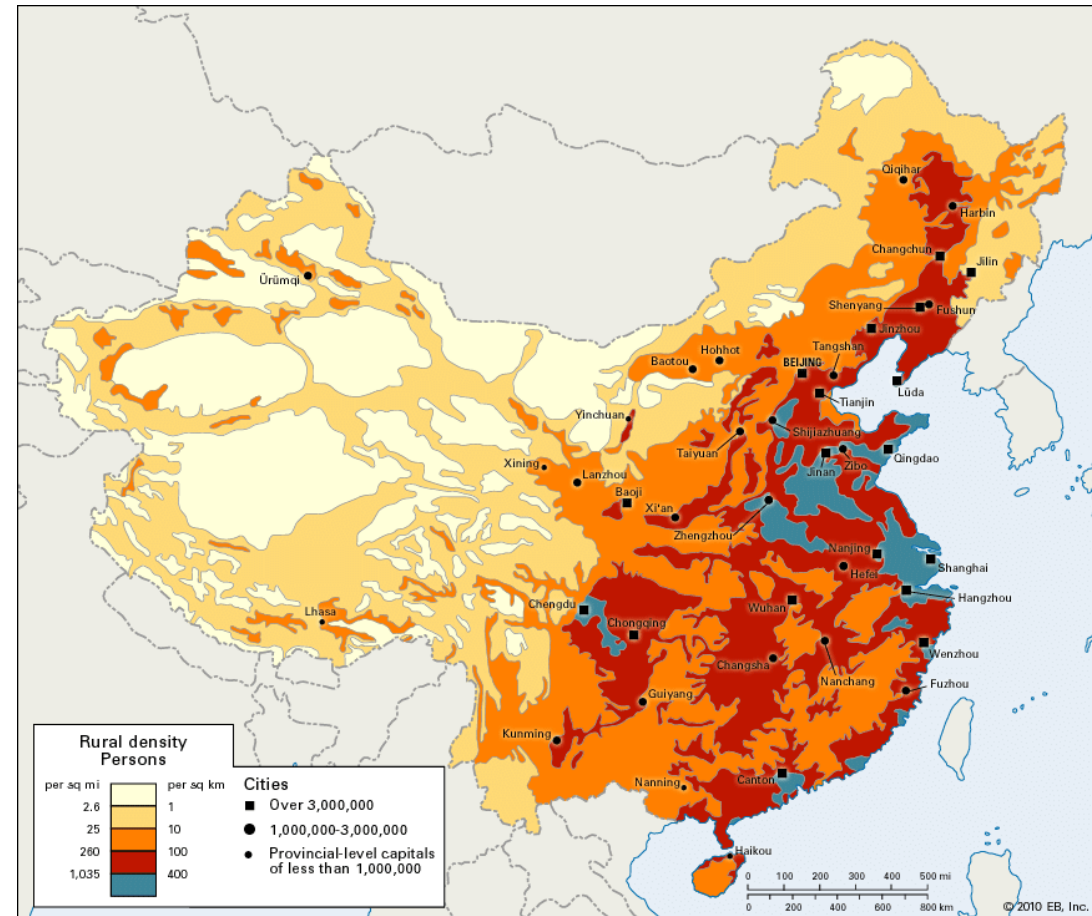 Qiqihar
Harbin
Changchun
Jilin
Ürümqi
Shenyang
Fushun
Jinzhou
Hohhot
Tangshan
Baotou
BEIJING
Lüda
Tianjin
Yinchuan
Shijiazhuang
Taiyuan
Qingdao
Xining
Jinan
Zibo
Lanzhou
Baoji
Xi'an
Zhengzhou
Nanjing
Shanghai
Hefei
Chengdu
Wuhan
Hangzhou
Lhasa
Chongqing
Wenzhou
Changsha
Nanchang
Fuzhou
Guiyang
Kunming
Nanning
Canton
Haikou
Rural density
Persons
per sq mi
per sq km
2.6 1
25 10
260 100
1,035 400
Cities
Over 3,000,000
1,000,000-3,000,000
Provincial-level capitals
of less than 1,000,000
0 100 200 300 400 500 mi
0 200 400 600 800 km
© 2010 EB, Inc.